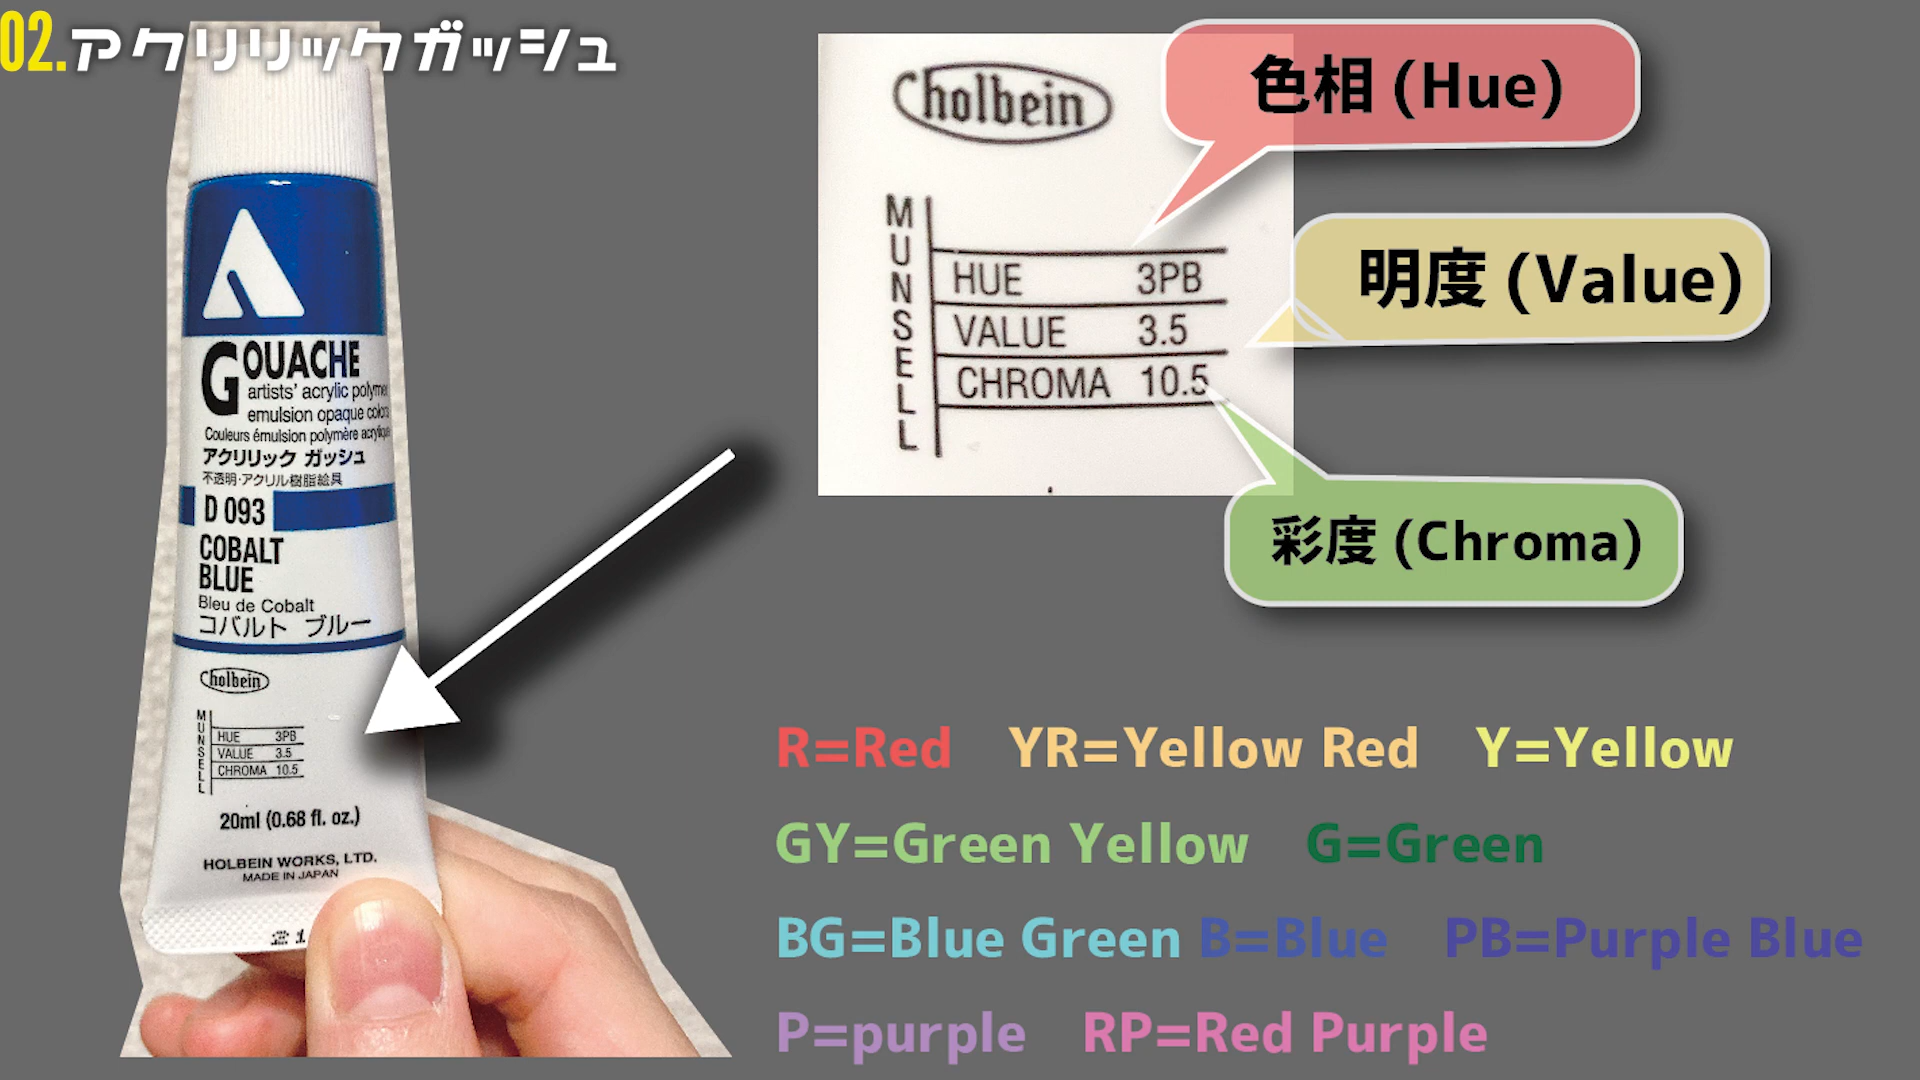 02.アクリリックガッシュ
GOUACHE
artists' acrylic polymer
emulsion opaque colors
Couleurs émulsion polymère acrylique
アクリリック ガッシュ
不透明・アクリル樹脂絵具
D 093
COBALT
BLUE
Bleu de Cobalt
コバルト ブルー
holbein
MUNSELL
HUE 3PB
VALUE 3.5
CHROMA 10.5
20ml (0.68 fl. oz.)
HOLBEIN WORKS, LTD.
MADE IN JAPAN
holbein
MUNSELL
HUE 3PB
VALUE 3.5
CHROMA 10.5
色相 (Hue)
明度 (Value)
彩度 (Chroma)
R=Red YR=Yellow Red Y=Yellow
GY=Green Yellow G=Green
BG=Blue Green B=Blue PB=Purple Blue
P=purple RP=Red Purple